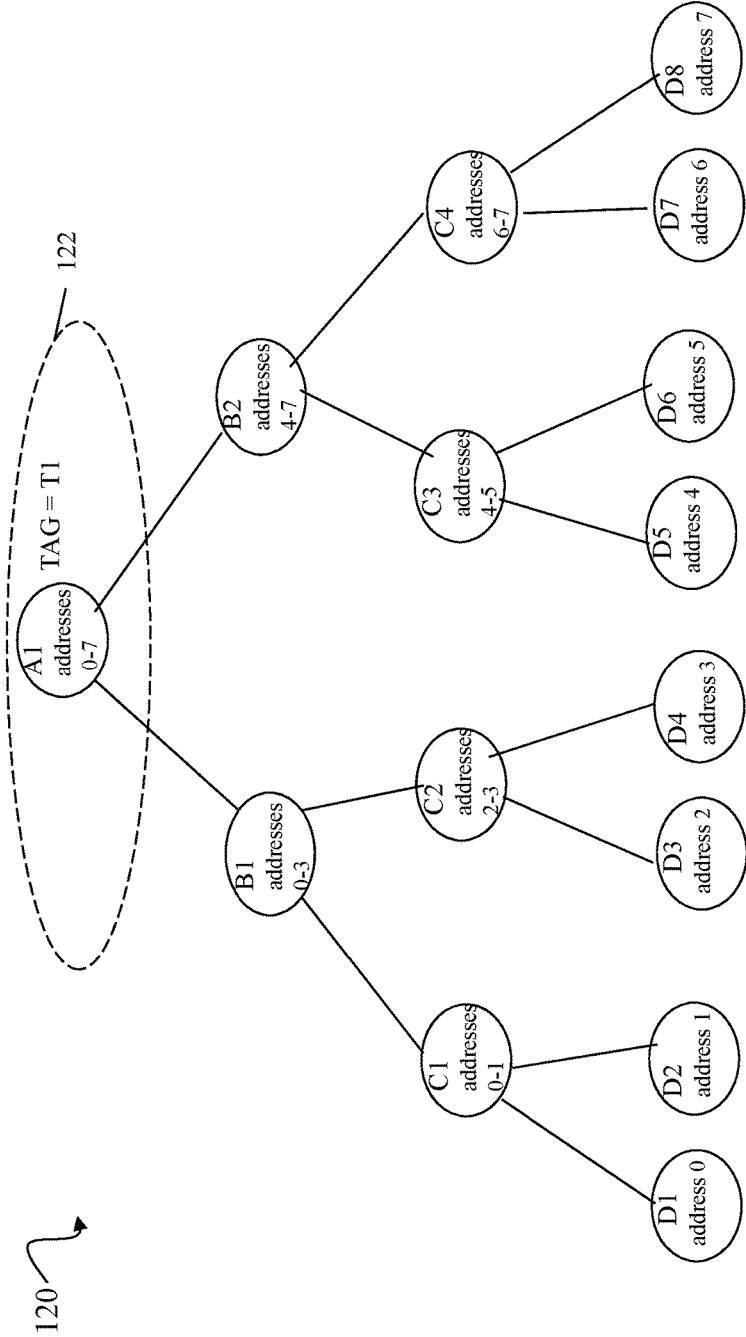 120
122
A1
addresses
0-7
TAG = T1
B1
addresses
0-3
B2
addresses
4-7
C1
addresses
0-1
C2
addresses
2-3
C3
addresses
4-5
C4
addresses
6-7
D1
address 0
D2
address 1
D3
address 2
D4
address 3
D5
address 4
D6
address 5
D7
address 6
D8
address 7